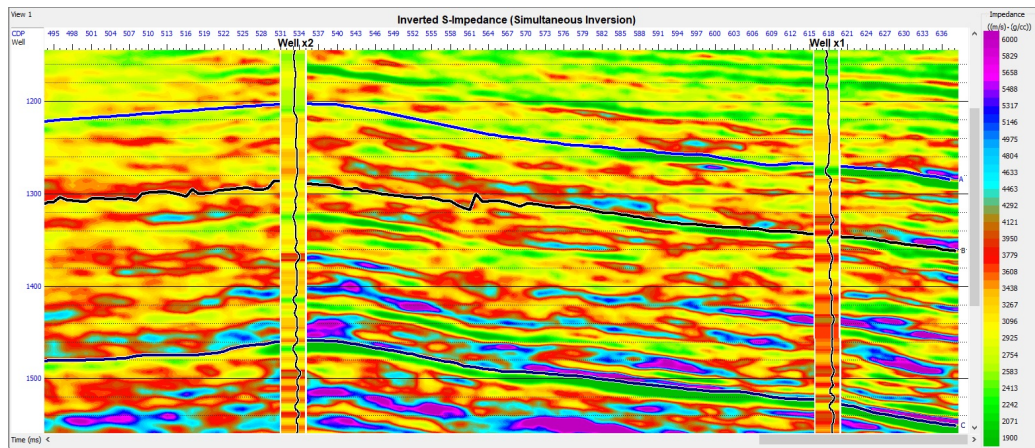 View 1
Inverted S-Impedance (Simultaneous Inversion)
Impedance
((m/s)- (g/cc))
CDP 495 498 501 504 507 510 513 516 519 522 525 528 531 534 537 540 543 546 549 552 555 558 561 564 567 570 573 576 579 582 585 588 591 594 597 600 603 606 609 612 615 618 621 624 627 630 633 636
Well
Well x2
Well x1
6000
5829
5658
5488
5317
5146
4975
4804
4633
4463
4292
4121
3950
3779
3608
3438
3267
3096
2925
2754
2583
2413
2242
2071
1900
1200
1300
1400
1500
A
B
C
Time (ms)